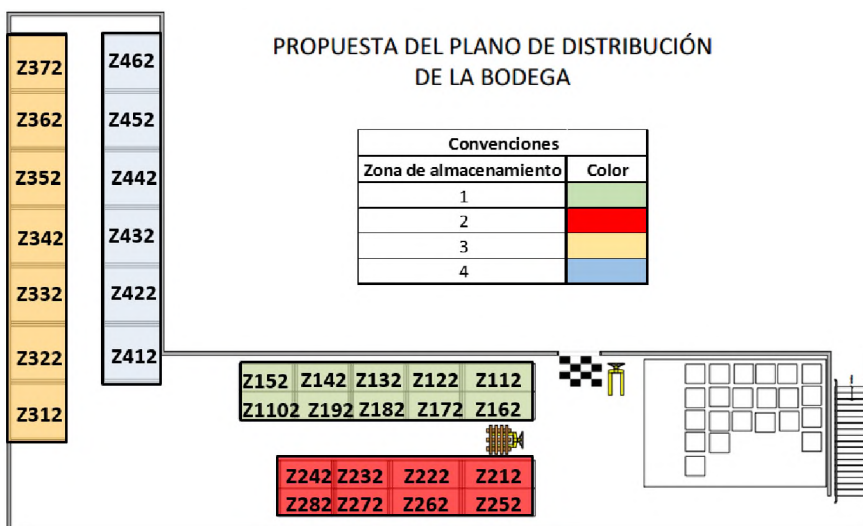 PROPUESTA DEL PLANO DE DISTRIBUCIÓN
DE LA BODEGA
Convenciones
Zona de almacenamiento Color
1
2
3
4
Z372
Z362
Z352
Z342
Z332
Z322
Z312
Z462
Z452
Z442
Z432
Z422
Z412
Z152 Z142 Z132 Z122 Z112
Z1102 Z192 Z182 Z172 Z162
Z242 Z232 Z222 Z212
Z282 Z272 Z262 Z252